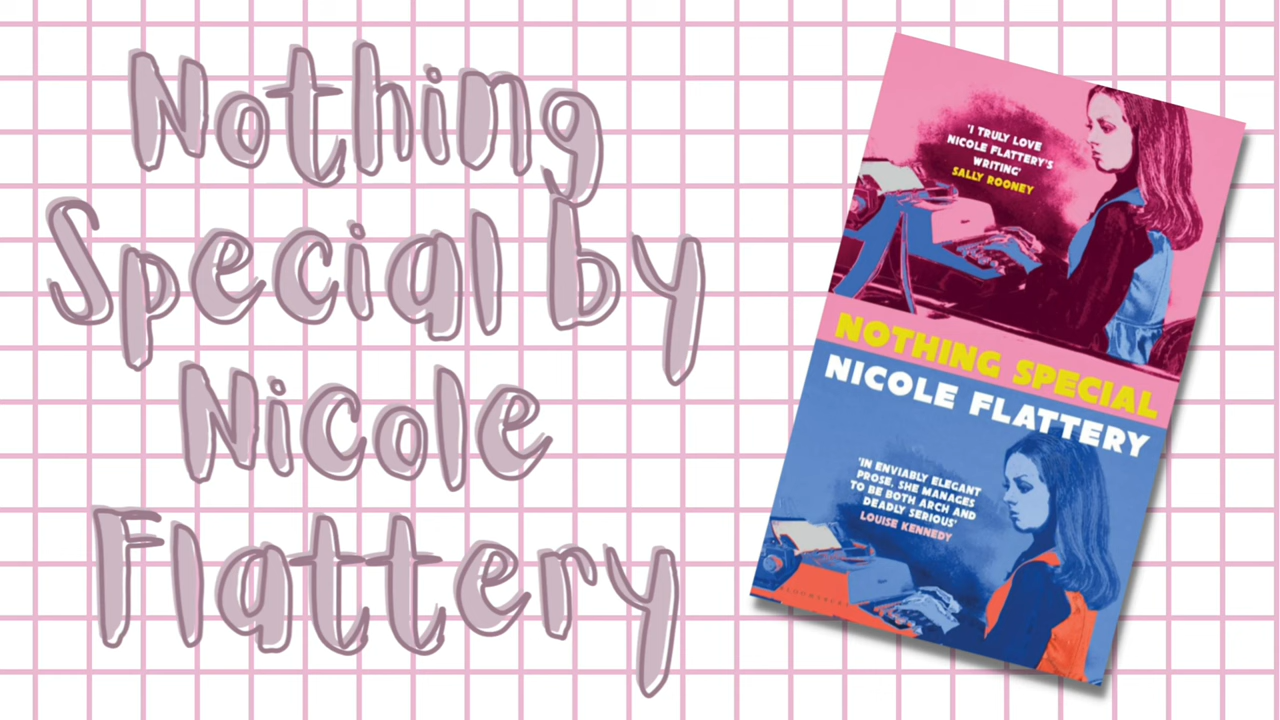 Nothing
Special by
Nicole
Flattery
'I TRULY LOVE
NICOLE FLATTERY'S
WRITING'
SALLY ROONEY
NOTHING SPECIAL
NICOLE FLATTERY
'IN ENVIABLY ELEGANT
PROSE, SHE MANAGES
TO BE BOTH ARCH AND
DEADLY SERIOUS'
LOUISE KENNEDY
BLOOMSBURY